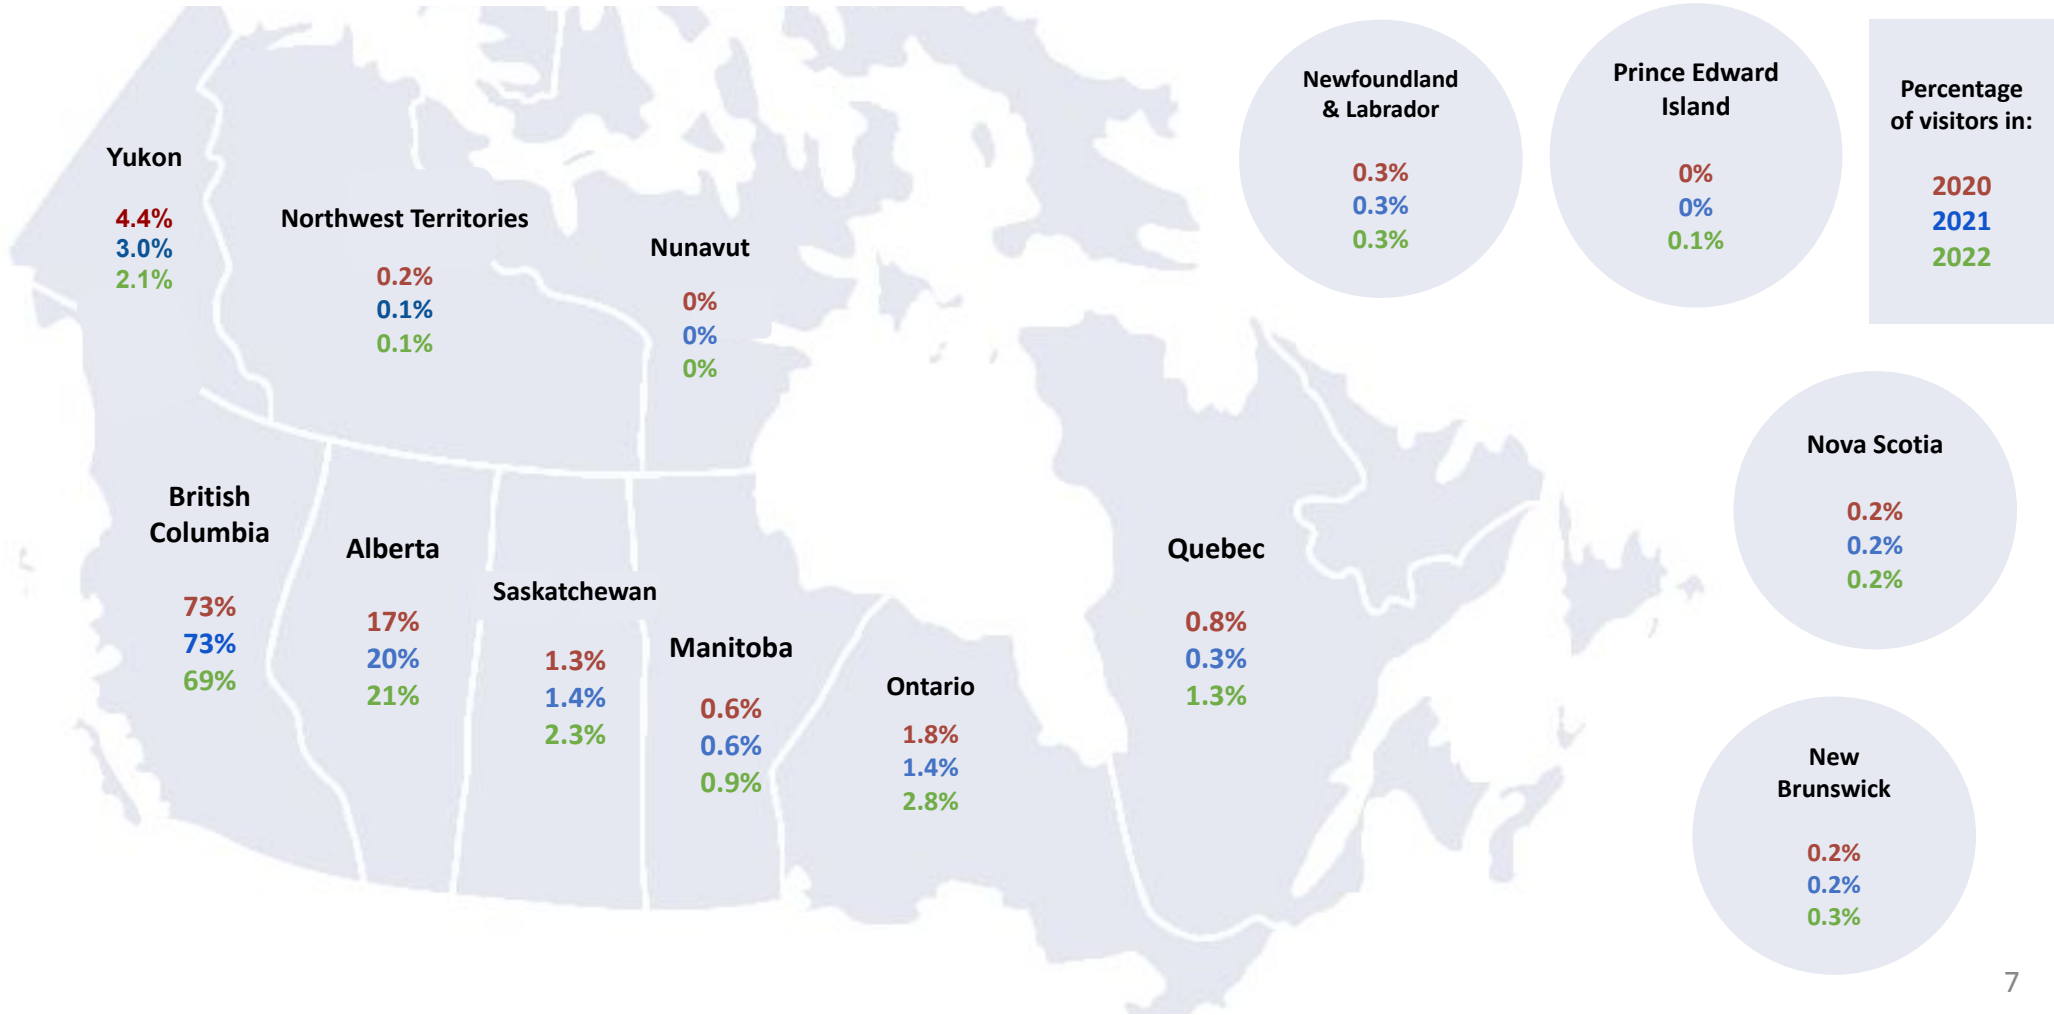 Newfoundland
& Labrador
0.3%
0.3%
0.3%
Prince Edward
Island
0%
0%
0.1%
Percentage
of visitors in:
2020
2021
2022
Yukon
4.4%
3.0%
2.1%
Northwest Territories
0.2%
0.1%
0.1%
Nunavut
0%
0%
0%
British
Columbia
73%
73%
69%
Alberta
17%
20%
21%
Saskatchewan
1.3%
1.4%
2.3%
Manitoba
0.6%
0.6%
0.9%
Ontario
1.8%
1.4%
2.8%
Quebec
0.8%
0.3%
1.3%
Nova Scotia
0.2%
0.2%
0.2%
New
Brunswick
0.2%
0.2%
0.3%
7